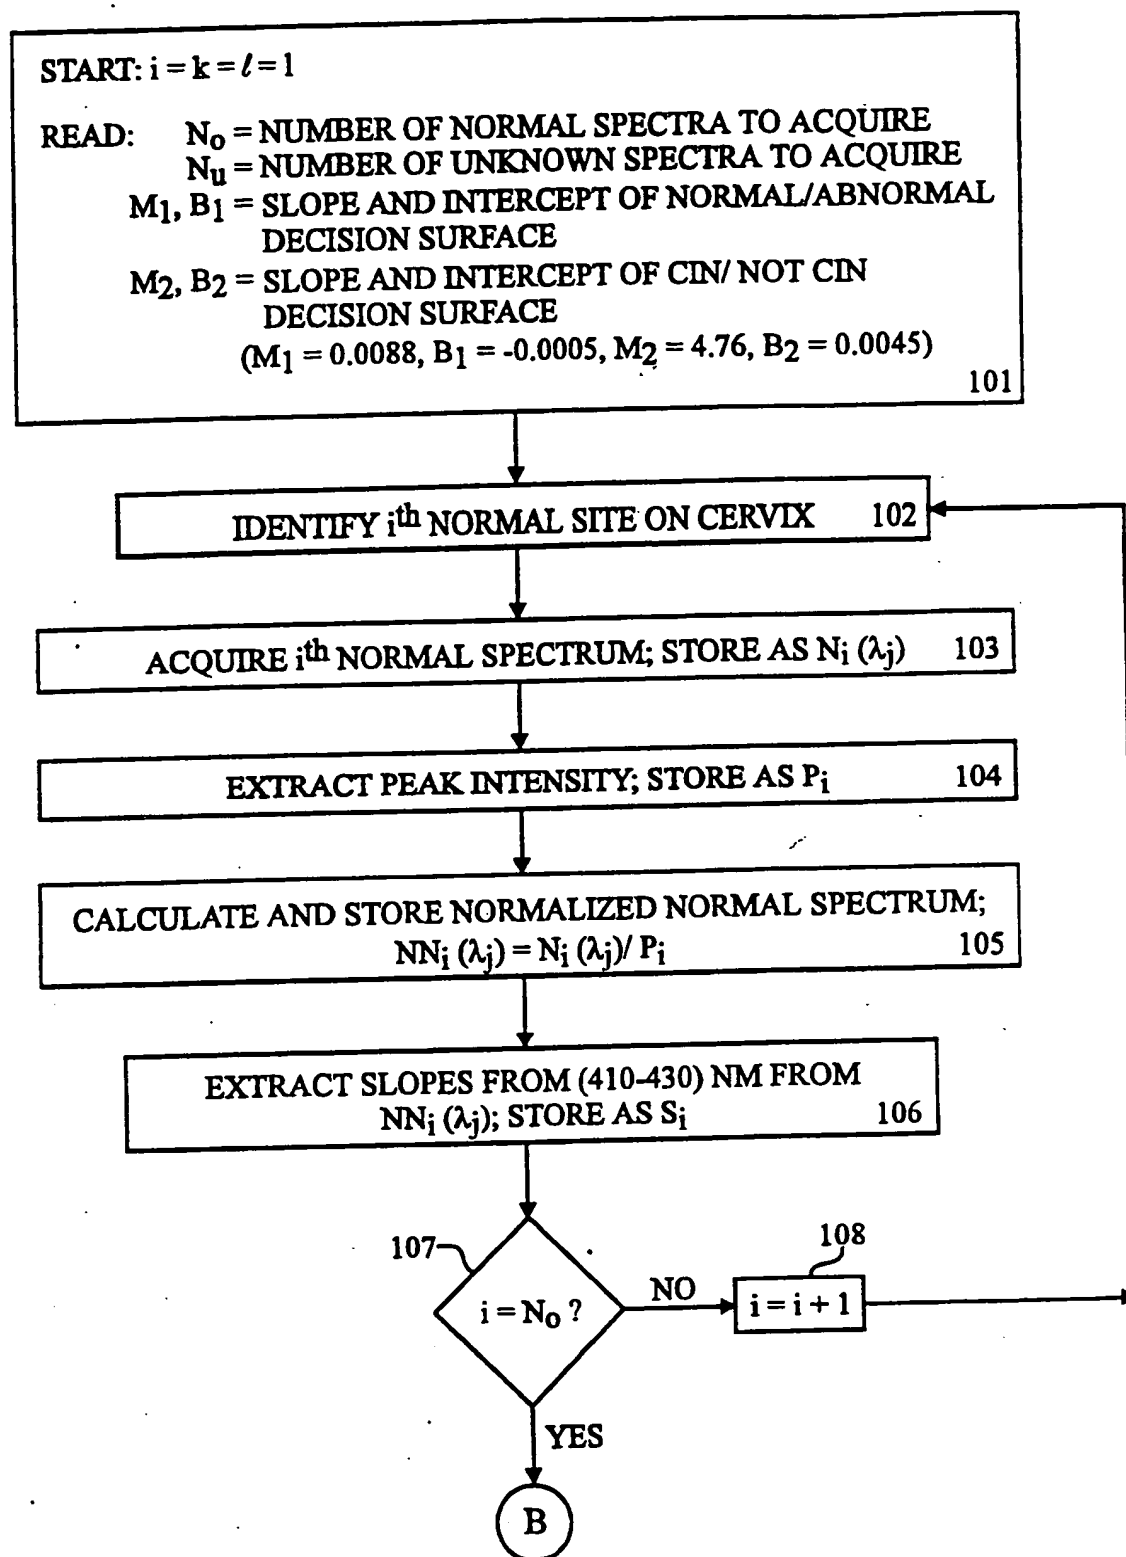 START: i = k = ℓ = 1
READ: N₀ = NUMBER OF NORMAL SPECTRA TO ACQUIRE
Nᵤ = NUMBER OF UNKNOWN SPECTRA TO ACQUIRE
M₁, B₁ = SLOPE AND INTERCEPT OF NORMAL/ABNORMAL
DECISION SURFACE
M₂, B₂ = SLOPE AND INTERCEPT OF CIN/ NOT CIN
DECISION SURFACE
(M₁ = 0.0088, B₁ = -0.0005, M₂ = 4.76, B₂ = 0.0045)
101
IDENTIFY iᵗʰ NORMAL SITE ON CERVIX 102
ACQUIRE iᵗʰ NORMAL SPECTRUM; STORE AS Nᵢ (λⱼ) 103
EXTRACT PEAK INTENSITY; STORE AS Pᵢ 104
CALCULATE AND STORE NORMALIZED NORMAL SPECTRUM;
NNᵢ (λⱼ) = Nᵢ (λⱼ)/ Pᵢ 105
EXTRACT SLOPES FROM (410-430) NM FROM
NNᵢ (λⱼ); STORE AS Sᵢ 106
107
108
i = N₀ ?
NO
i = i + 1
YES
B